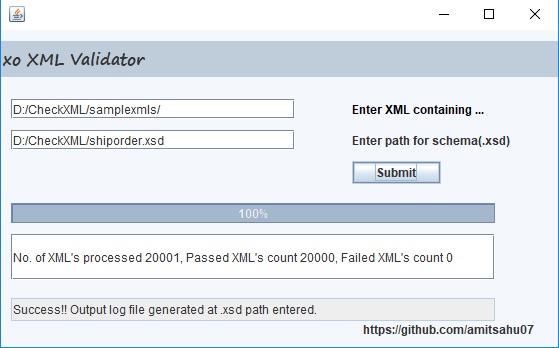 xo XML Validator
D:/CheckXML/samplexmls/
Enter XML containing ...
D:/CheckXML/shiporder.xsd
Enter path for schema(.xsd)
Submit
100%
No. of XML's processed 20001, Passed XML's count 20000, Failed XML's count 0
Success!! Output log file generated at .xsd path entered.
https://github.com/amitsahu07